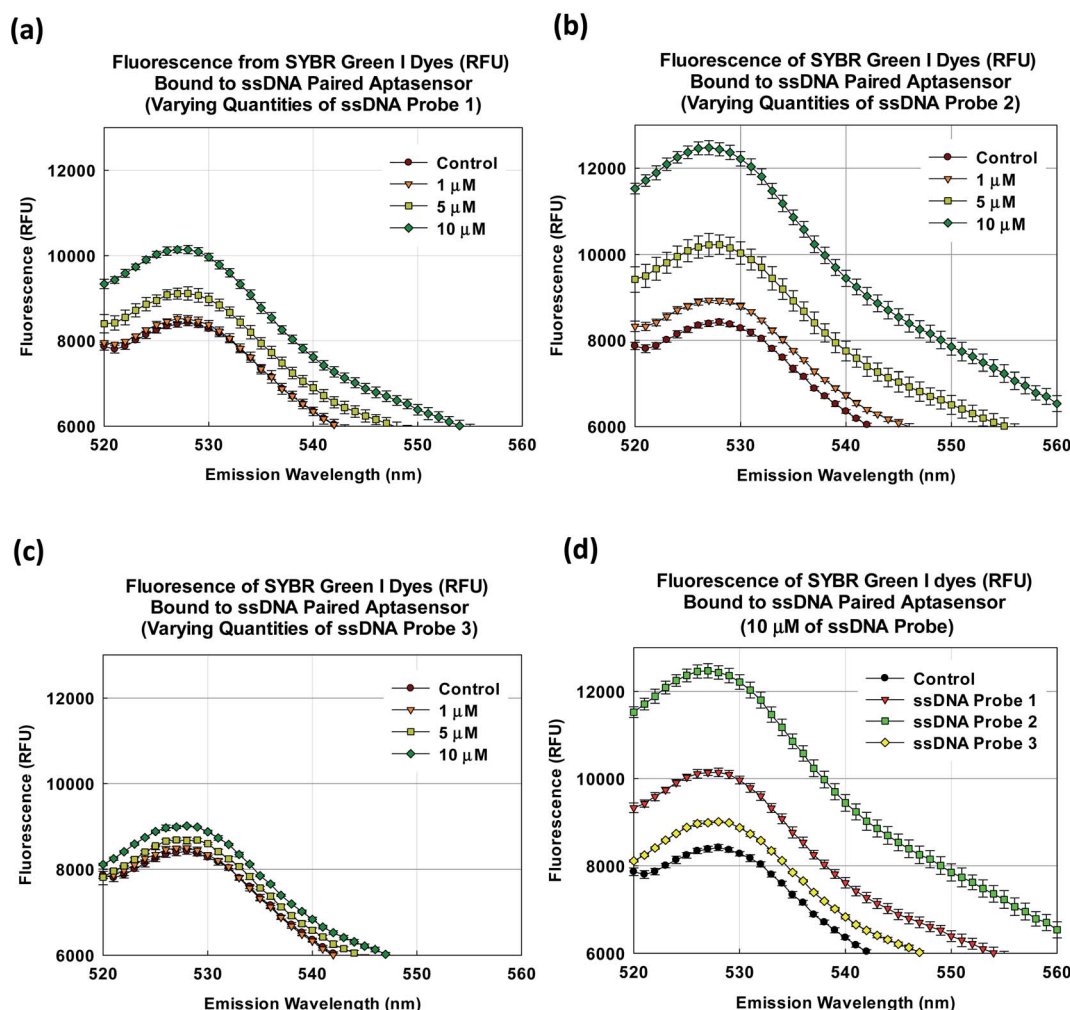 (a)
Fluorescence from SYBR Green I Dyes (RFU)
Bound to ssDNA Paired Aptasensor
(Varying Quantities of ssDNA Probe 1)
Control
1 μM
5 μM
10 μM
Fluorescence (RFU)
12000
10000
8000
6000
520
530
540
550
560
Emission Wavelength (nm)
(b)
Fluorescence of SYBR Green I Dyes (RFU)
Bound to ssDNA Paired Aptasensor
(Varying Quantities of ssDNA Probe 2)
Control
1 μM
5 μM
10 μM
Fluorescence (RFU)
12000
10000
8000
6000
520
530
540
550
560
Emission Wavelength (nm)
(c)
Fluoresence of SYBR Green I Dyes (RFU)
Bound to ssDNA Paired Aptasensor
(Varying Quantities of ssDNA Probe 3)
Control
1 μM
5 μM
10 μM
Fluorescence (RFU)
12000
10000
8000
6000
520
530
540
550
560
Emission Wavelength (nm)
(d)
Fluorescence of SYBR Green I dyes (RFU)
Bound to ssDNA Paired Aptasensor
(10 μM of ssDNA Probe)
Control
ssDNA Probe 1
ssDNA Probe 2
ssDNA Probe 3
Fluorescence (RFU)
12000
10000
8000
6000
520
530
540
550
560
Emission Wavelength (nm)